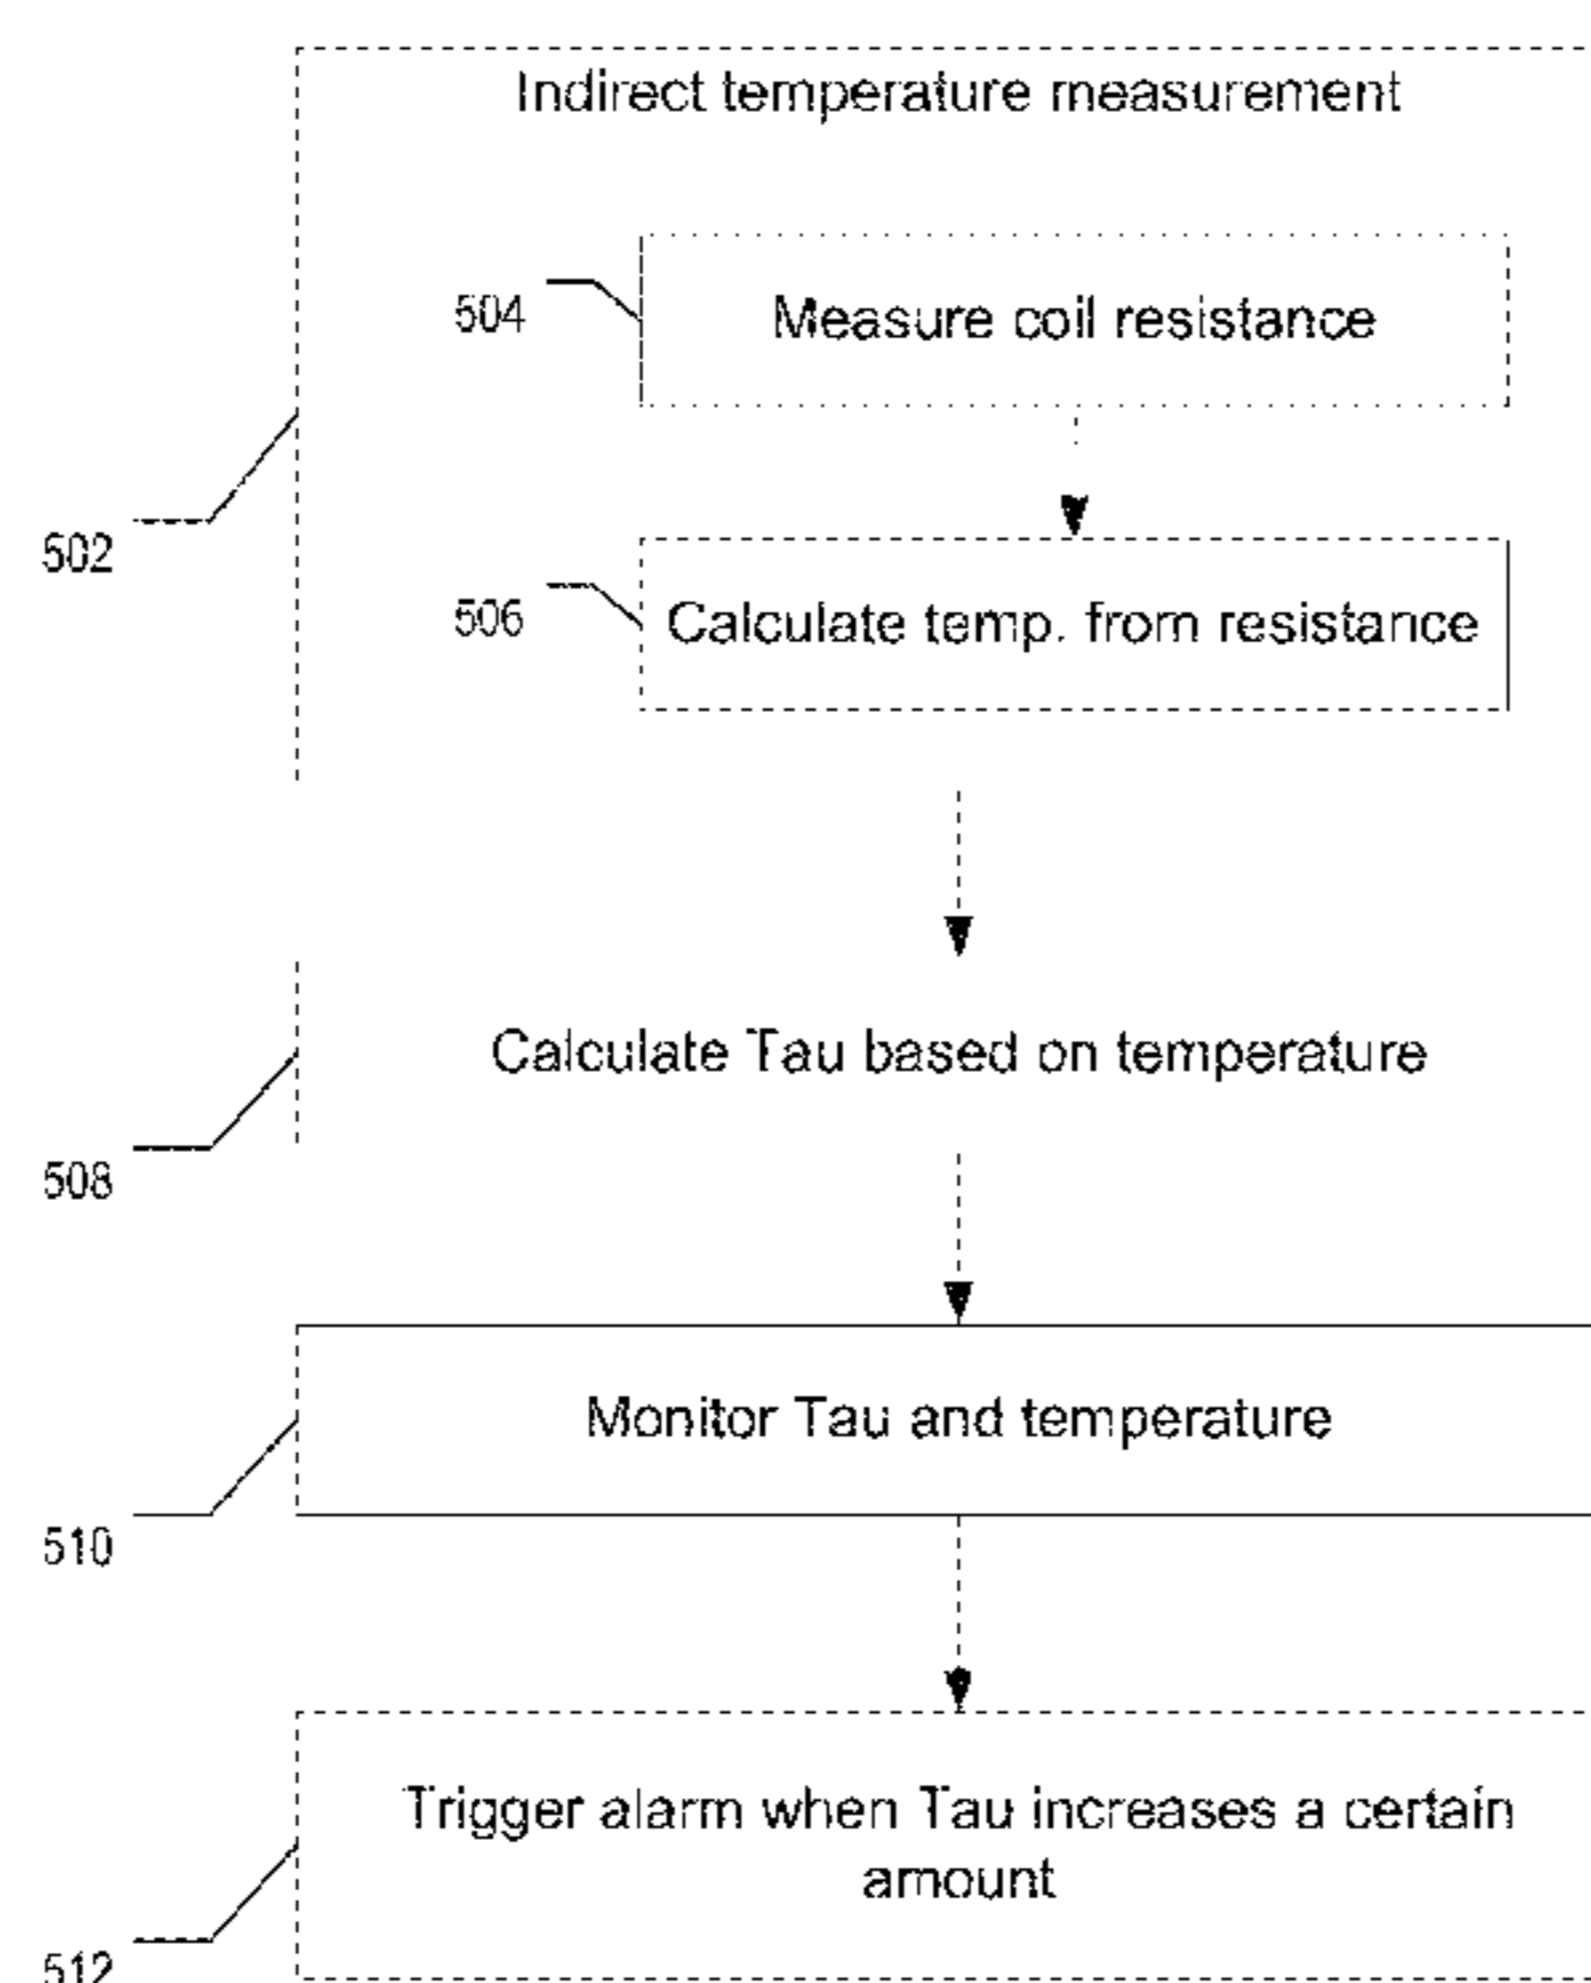 Indirect temperature measurement
504
Measure coil resistance
502
506
Calculate temp. from resistance
Calculate Tau based on temperature
508
Monitor Tau and temperature
510
Trigger alarm when Tau increases a certain
amount
512